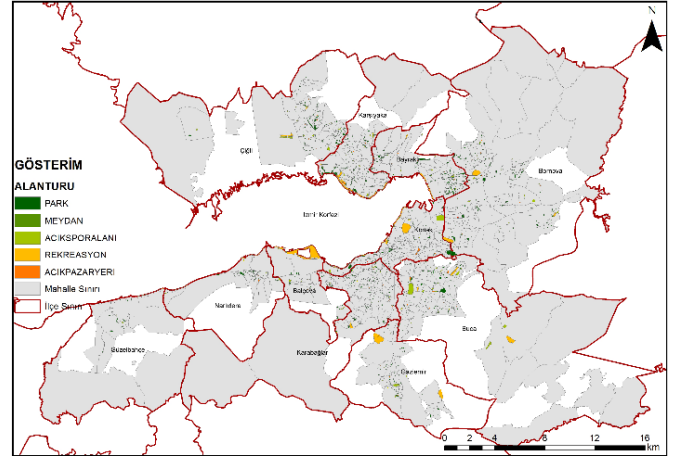 N
Karşıyaka
Çiğli
Bayraklı
Bornova
GÖSTERİM
ALANTURU
PARK
MEYDAN
ACIKSPORALANI
REKREASYON
ACIKPAZARYERI
Mahalle Sınırı
İlçe Sınırı
İzmir Körfezi
Konak
Balçova
Narlıdere
Buca
Güzelbahçe
Karabağlar
Gaziemir
0 2 4 8 12 16
km